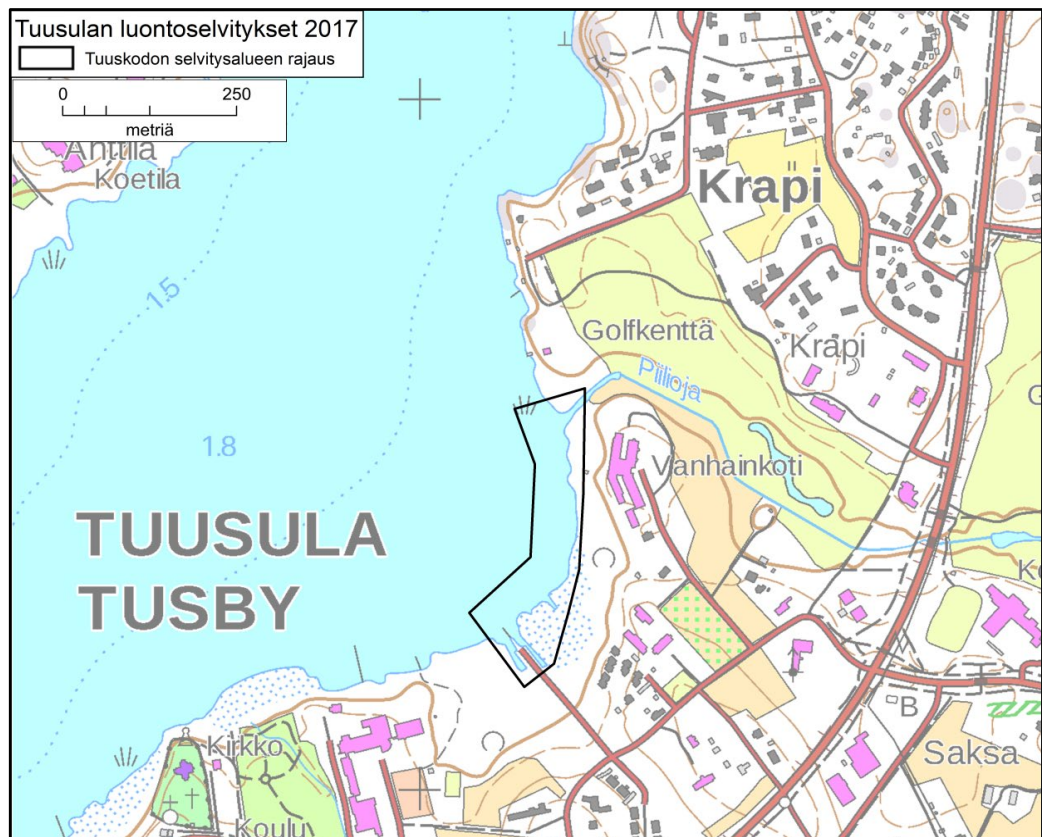 Tuusulan luontoselvitykset 2017
Tuuskodon selvitysalueen rajaus
0 250
metriä
Anttila
Koetila
Krapi
1.5
Golfkenttä
Krapi
Piilioja
1.8
Vanhainkoti
TUUSULA
TUSBY
B
Saksa
Kirkko
Koulu